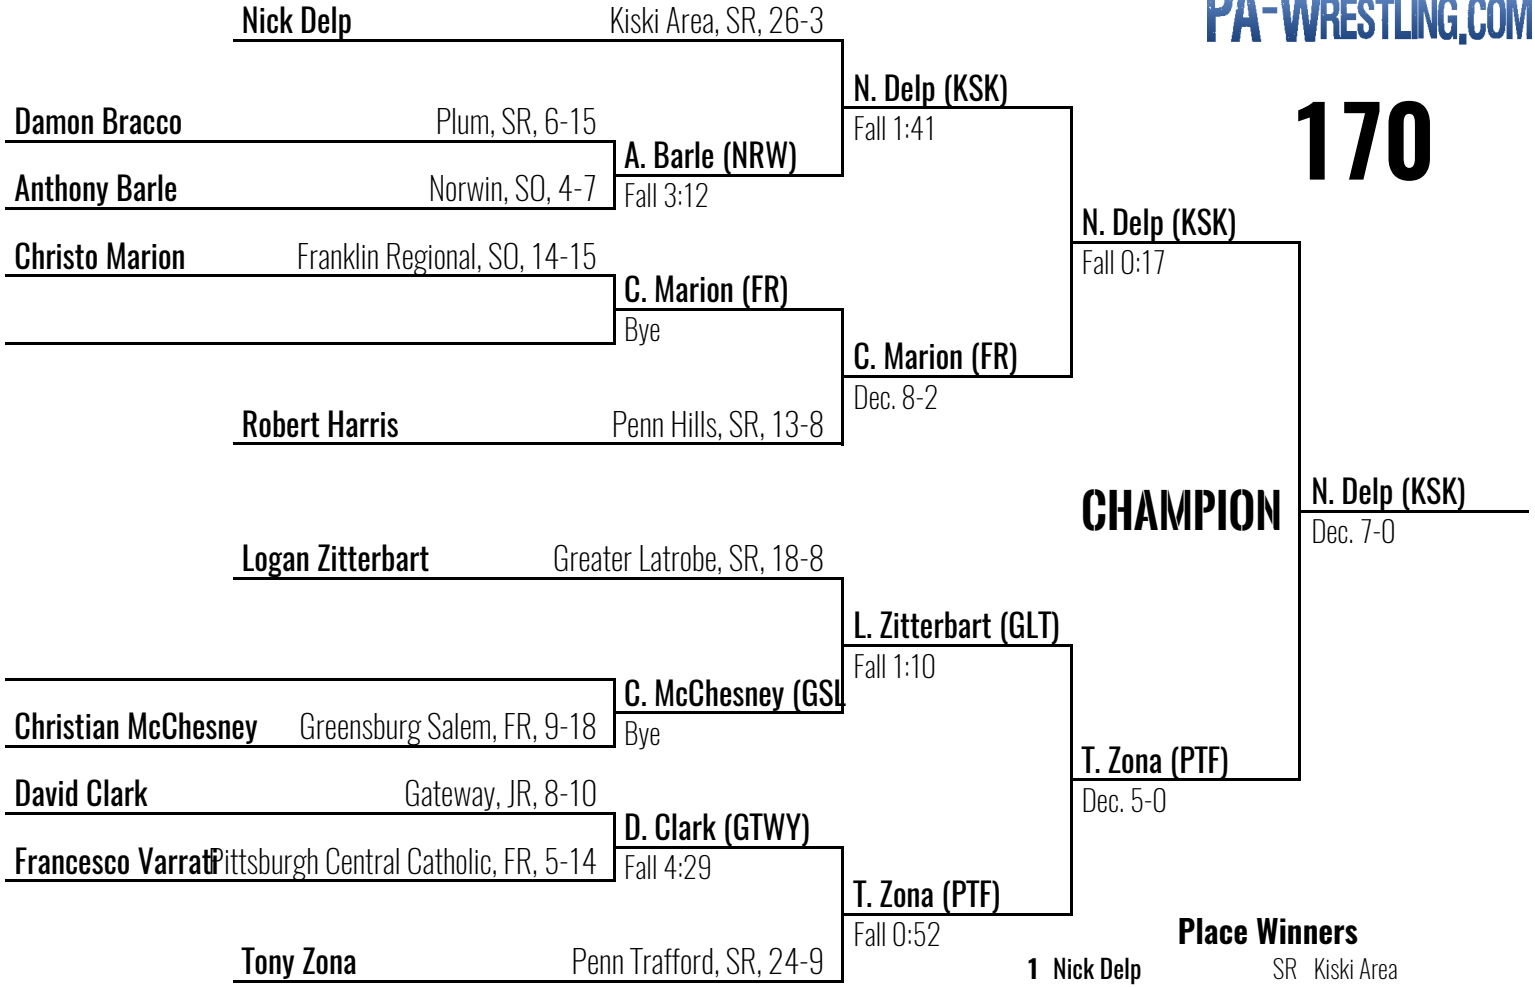 PA-WRESTLING.COM
170
Nick Delp Kiski Area, SR, 26-3
N. Delp (KSK)
Fall 1:41
Damon Bracco Plum, SR, 6-15
A. Barle (NRW)
Fall 3:12
Anthony Barle Norwin, SO, 4-7
N. Delp (KSK)
Fall 0:17
Christo Marion Franklin Regional, SO, 14-15
C. Marion (FR)
Bye
C. Marion (FR)
Dec. 8-2
Robert Harris Penn Hills, SR, 13-8
CHAMPION
N. Delp (KSK)
Dec. 7-0
Logan Zitterbart Greater Latrobe, SR, 18-8
L. Zitterbart (GLT)
Fall 1:10
C. McChesney (GSL
Bye
Christian McChesney Greensburg Salem, FR, 9-18
T. Zona (PTF)
Dec. 5-0
David Clark Gateway, JR, 8-10
D. Clark (GTWY)
Fall 4:29
Francesco Varrati Pittsburgh Central Catholic, FR, 5-14
T. Zona (PTF)
Fall 0:52
Tony Zona Penn Trafford, SR, 24-9
Place Winners
1 Nick Delp SR Kiski Area